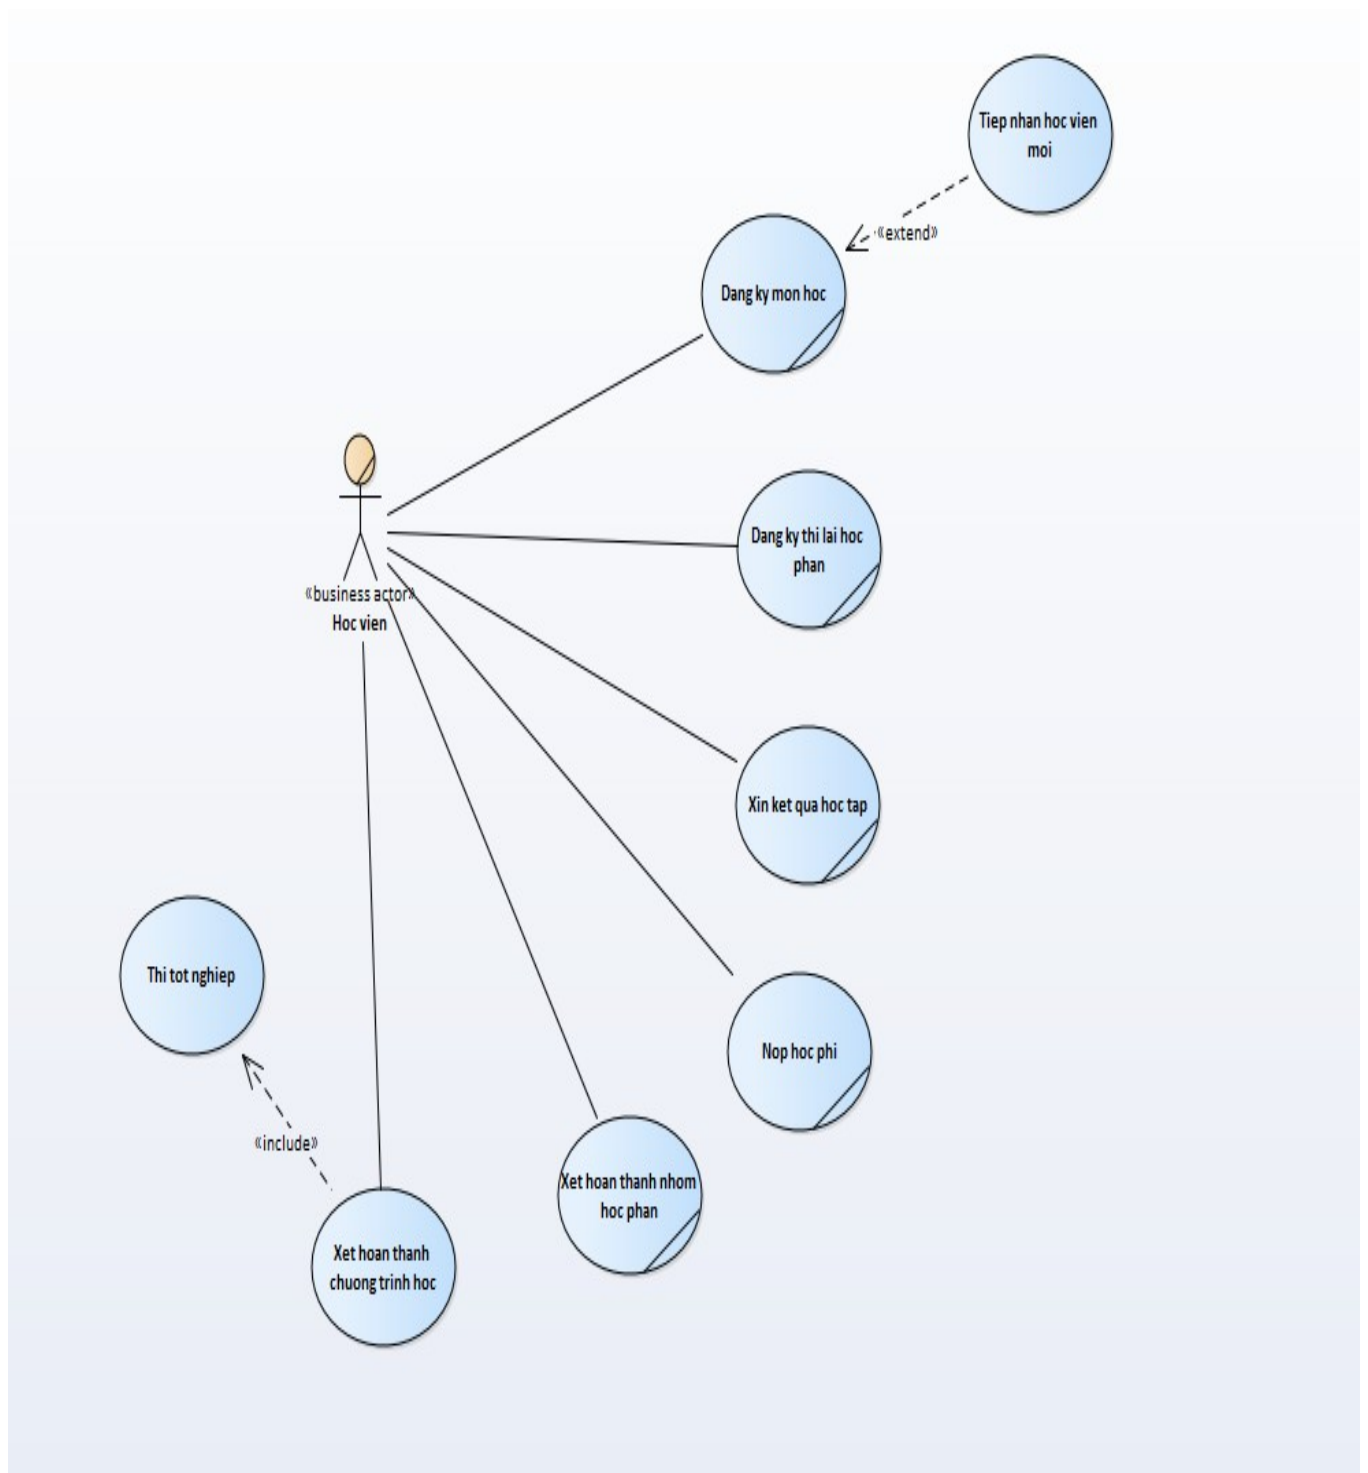 Tiep nhan hoc vien
moi
«extend»
Dang ky mon hoc
Dang ky thi lai hoc
phan
«business actor»
Hoc vien
Xin ket qua hoc tap
Thi tot nghiep
Nop hoc phi
«include»
Xet hoan thanh nhom
hoc phan
Xet hoan thanh
chuong trinh hoc